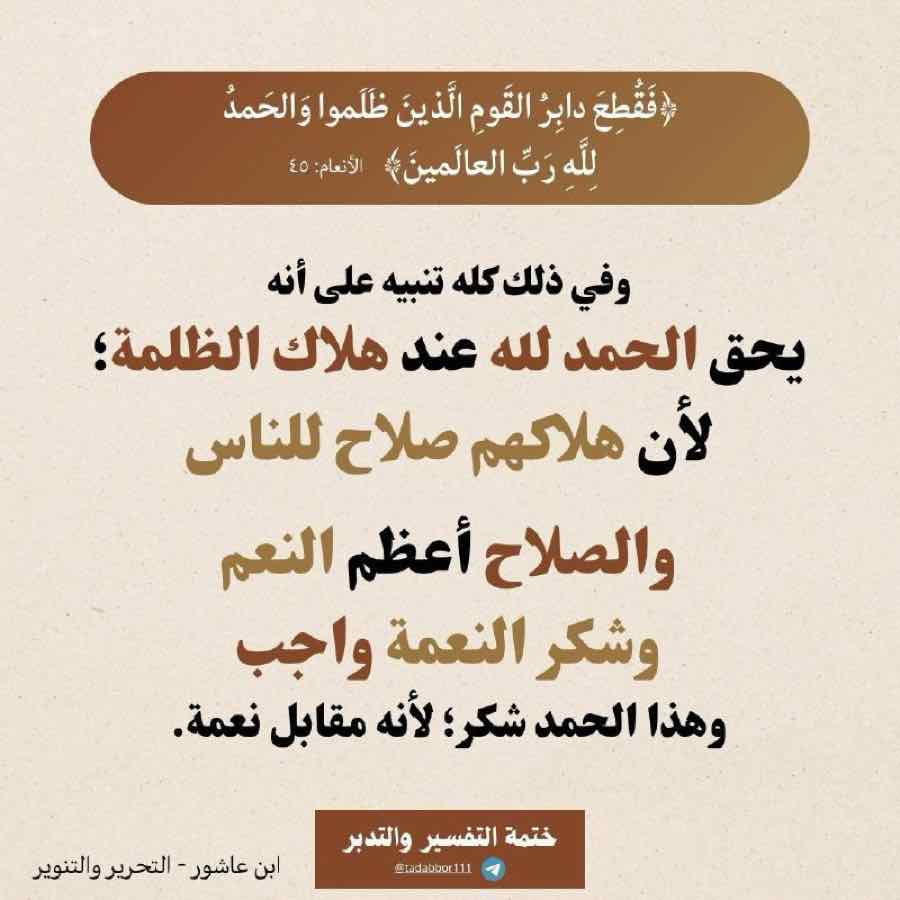 ﴿فَقُطِعَ دابِرُ القَومِ الَّذينَ ظَلَموا وَالحَمدُ
لِلَّهِ رَبِّ العالَمينَ﴾ الأنعام: ٤٥
وفي ذلك كله تنبيه على أنه
يحق الحمد لله عند هلاك الظلمة؛
لأن هلاكهم صلاح للناس
والصلاح أعظم النعم
وشكر النعمة واجب
وهذا الحمد شكر؛ لأنه مقابل نعمة.
ختمة التفسير والتدبر
@tadabbor111
ابن عاشور - التحرير والتنوير